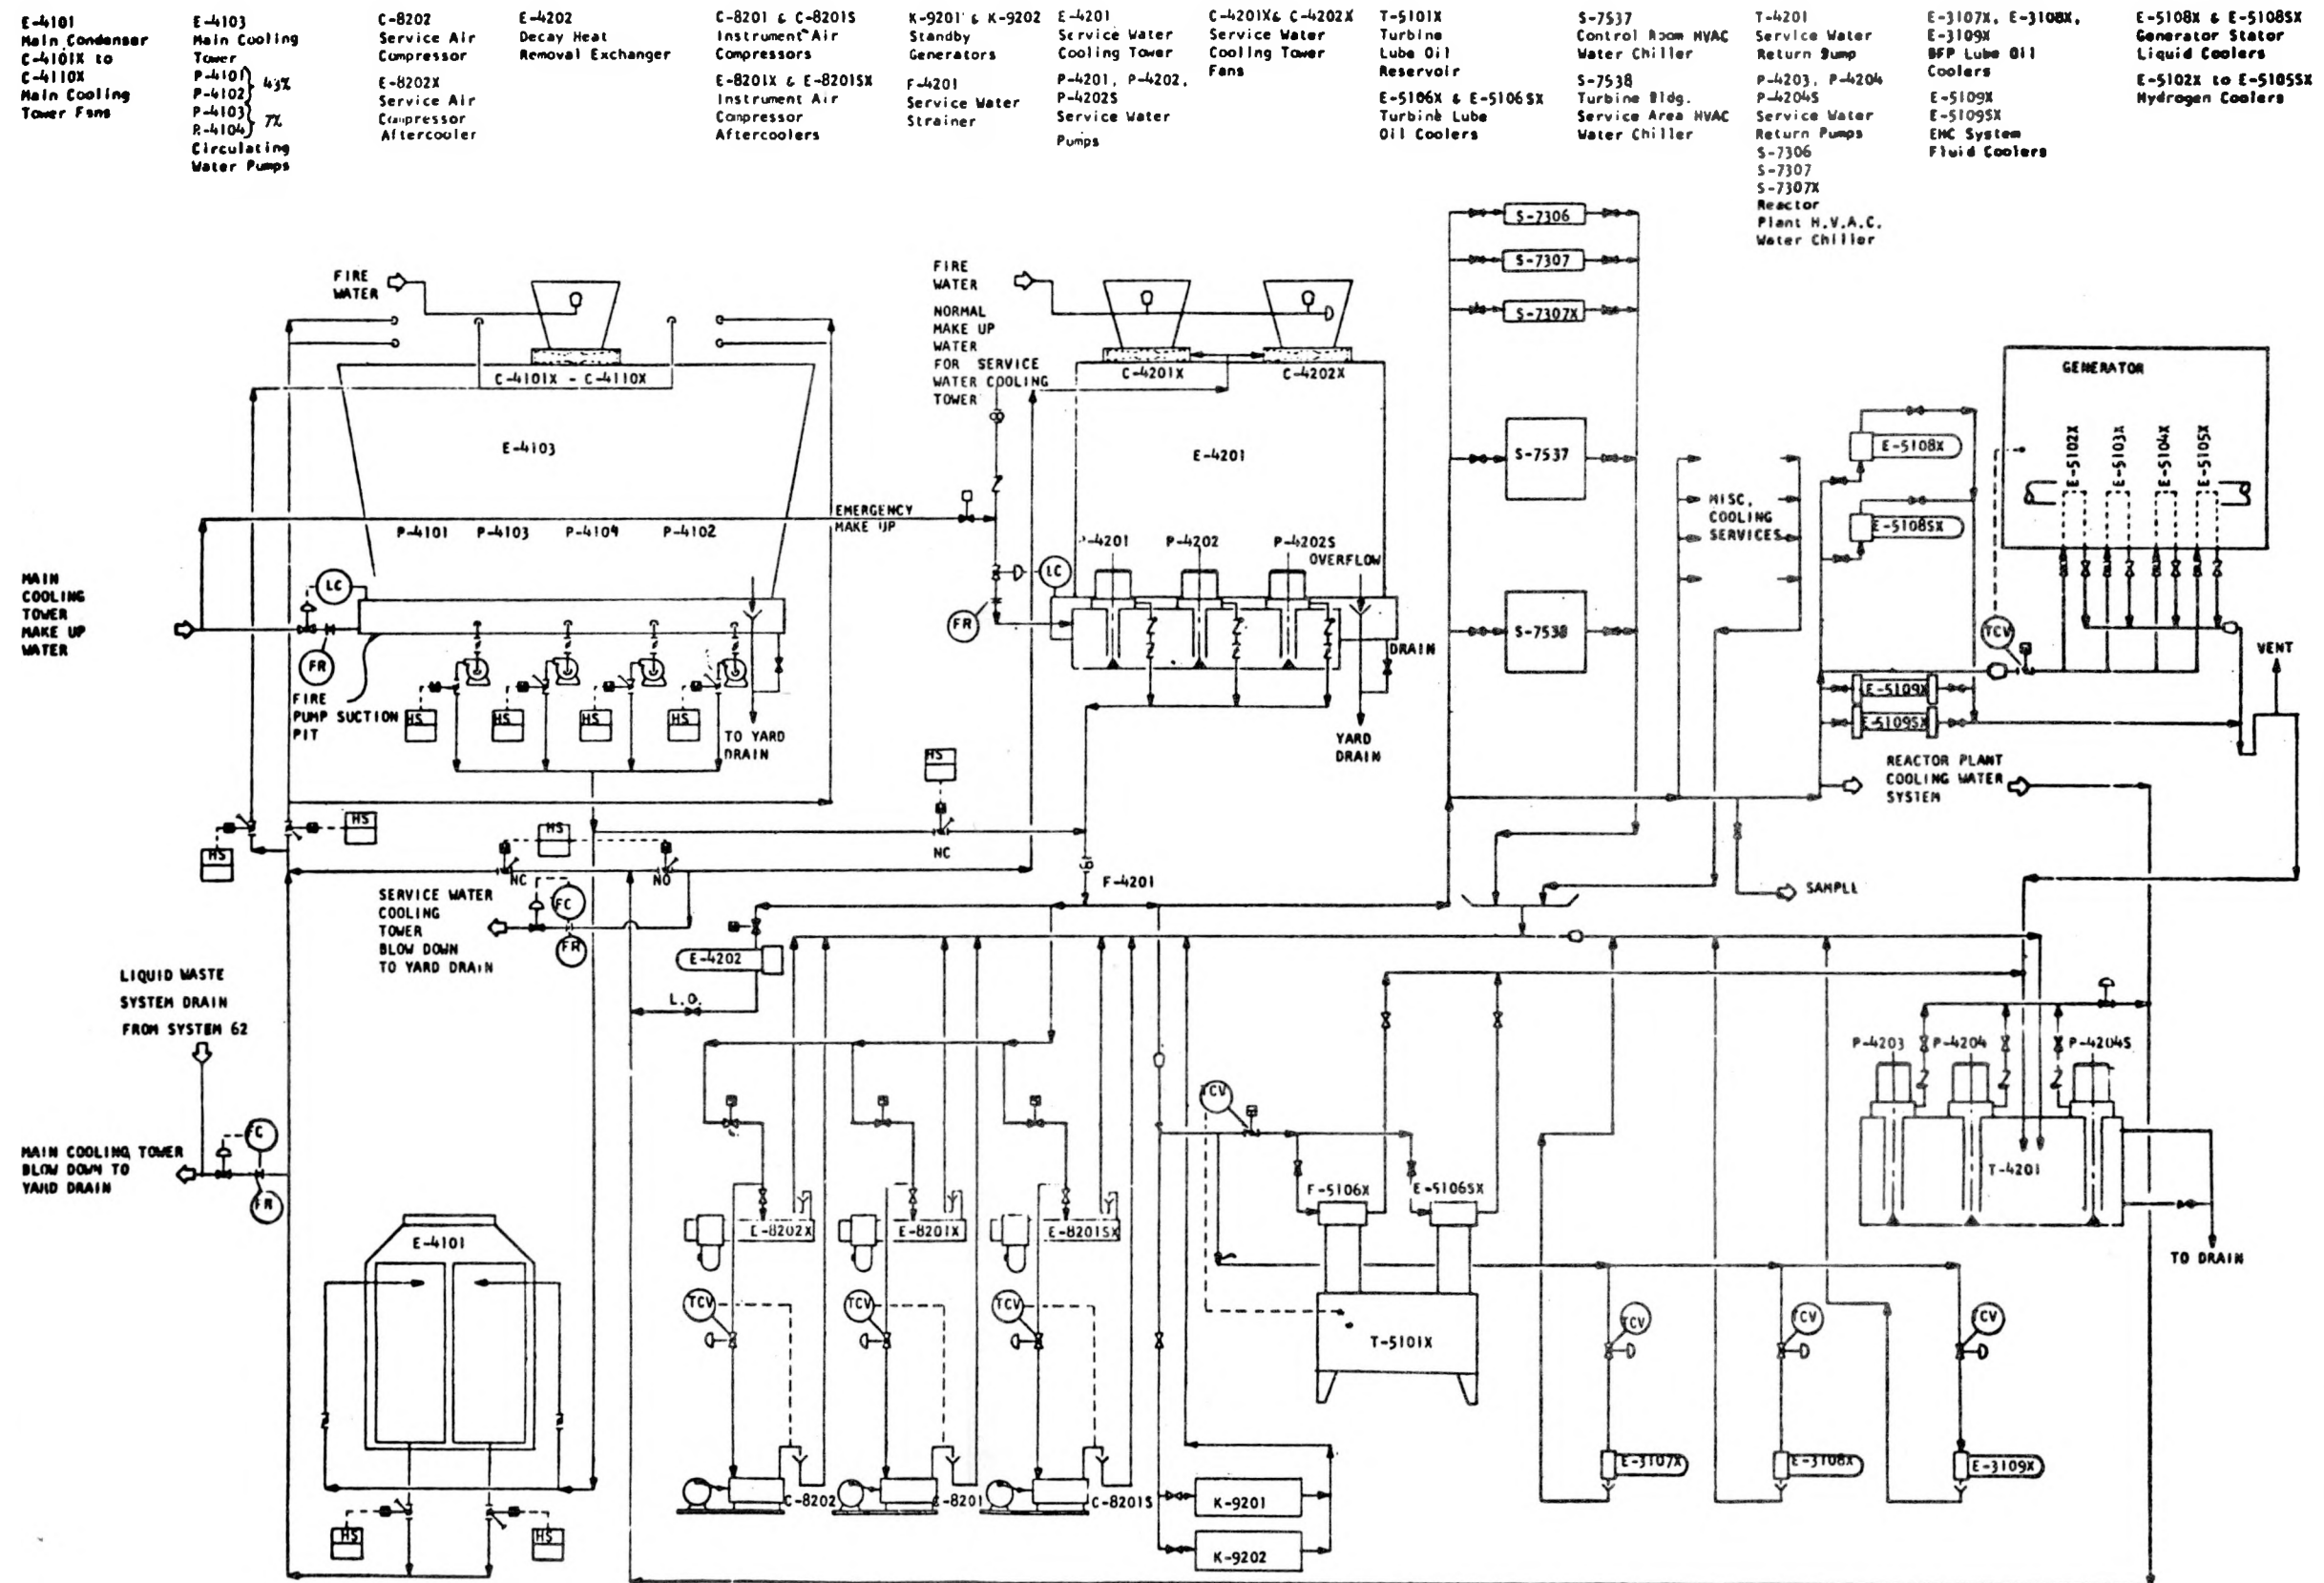 E-4101
Main Condenser
C-4101X to
C-4110X
Main Cooling
Tower Fans
E-4103
Main Cooling
Tower
P-4101
P-4102
43%
P-4103
P-4104
7%
Circulating
Water Pumps
C-8202
Service Air
Compressor
E-8202X
Service Air
Compressor
Aftercooler
E-4202
Decay Heat
Removal Exchanger
C-8201 & C-8201S
Instrument Air
Compressors
E-8201X & E-8201SX
Instrument Air
Compressor
Aftercoolers
K-9201 & K-9202
Standby
Generators
F-4201
Service Water
Strainer
E-4201
Service Water
Cooling Tower
P-4201, P-4202,
P-4202S
Service Water
Pumps
C-4201X& C-4202X
Service Water
Cooling Tower
Fans
T-5101X
Turbine
Lube Oil
Reservoir
E-5106X & E-5106SX
Turbine Lube
Oil Coolers
S-7537
Control Room HVAC
Water Chiller
S-7538
Turbine Bldg.
Service Area HVAC
Water Chiller
T-4201
Service Water
Return Sump
P-4203, P-4204
P-4204S
Service Water
Return Pumps
S-7306
S-7307
S-7307X
Reactor
Plant H.V.A.C.
Water Chiller
E-3107X, E-3108X,
E-3109X
BFP Lube Oil
Coolers
E-5109X
E-5109SX
EHC System
Fluid Coolers
E-5108X & E-5108SX
Generator Stator
Liquid Coolers
E-5102X to E-5105SX
Hydrogen Coolers
FIRE
WATER
C-4101X - C-4110X
E-4103
P-4101
P-4103
P-4104
P-4102
MAIN
COOLING
TOWER
MAKE UP
WATER
LC
FR
FIRE
PUMP SUCTION
PIT
HS
HS
HS
HS
TO YARD
DRAIN
EMERGENCY
MAKE UP
FIRE
WATER
NORMAL
MAKE UP
WATER
FOR SERVICE
WATER COOLING
TOWER
C-4201X
C-4202X
E-4201
P-4201
P-4202
P-4202S
OVERFLOW
LC
FR
DRAIN
YARD
DRAIN
S-7306
S-7307
S-7307X
S-7537
S-7538
MISC.
COOLING
SERVICES
E-5108X
E-5108SX
GENERATOR
E-5102X
E-5103X
E-5104X
E-5105X
TCV
E-5109X
E-5109SX
VENT
REACTOR PLANT
COOLING WATER
SYSTEM
SAMPLE
HS
HS
HS
HS
NC
NC
NO
F-4201
SERVICE WATER
COOLING
TOWER
BLOW DOWN
TO YARD DRAIN
FC
FR
E-4202
L.O.
LIQUID WASTE
SYSTEM DRAIN
FROM SYSTEM 62
MAIN COOLING TOWER
BLOW DOWN TO
YARD DRAIN
FC
FR
E-4101
HS
HS
E-8202X
E-8201X
E-8201SX
TCV
TCV
TCV
C-8202
C-8201
C-8201S
TCV
E-5106X
E-5106SX
T-5101X
K-9201
K-9202
TCV
TCV
TCV
E-3107X
E-3108X
E-3109X
P-4203
P-4204
P-4204S
T-4201
TO DRAIN